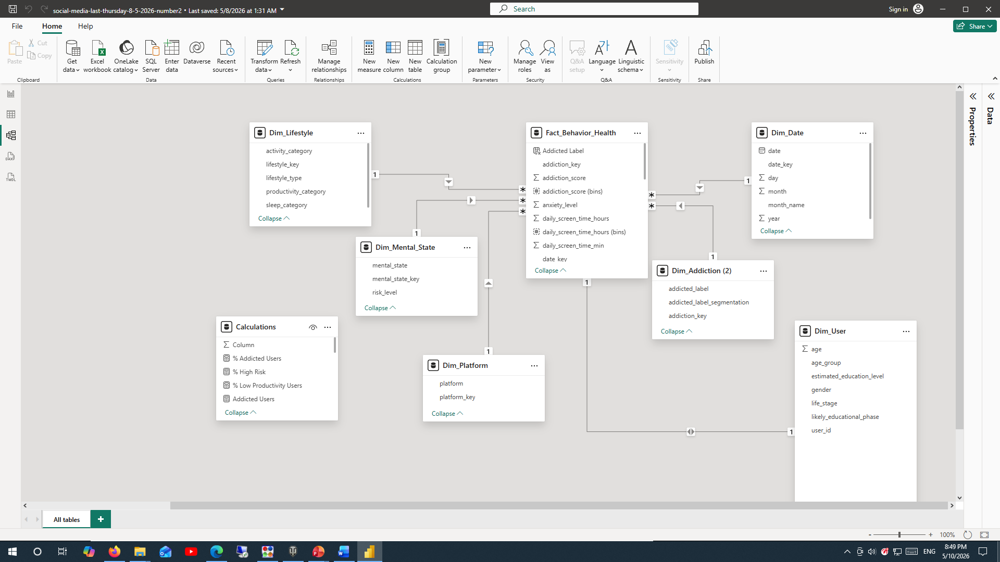 social-media-last-thursday-8-5-2026-number2 • Last saved: 5/8/2026 at 1:31 AM
Search
Sign in
File
Home
Help
Share
Paste
Cut
Copy
Clipboard
Get data
Excel workbook
OneLake catalog
SQL Server
Enter data
Dataverse
Recent sources
Data
Transform data
Refresh
Queries
Manage relationships
Relationships
New measure
New column
New table
Calculation group
Calculations
New parameter
Parameters
Manage roles
View as
Security
Q&A setup
Language
Linguistic schema
Q&A
Sensitivity
Sensitivity
Publish
Share
DAX
TMDL
Dim_Lifestyle
activity_category
lifestyle_key
lifestyle_type
productivity_category
sleep_category
Collapse
1
*
Fact_Behavior_Health
Addicted Label
addiction_key
addiction_score
addiction_score (bins)
anxiety_level
daily_screen_time_hours
daily_screen_time_hours (bins)
daily_screen_time_min
date_key
Collapse
*
*
*
*
1
Dim_Date
date
date_key
day
month
month_name
year
Collapse
1
Dim_Mental_State
mental_state
mental_state_key
risk_level
Collapse
1
Dim_Addiction (2)
addicted_label
addicted_label_segmentation
addiction_key
Collapse
1
Calculations
Column
% Addicted Users
% High Risk
% Low Productivity Users
Addicted Users
Collapse
1
Dim_Platform
platform
platform_key
Collapse
1
Dim_User
age
age_group
estimated_education_level
gender
life_stage
likely_educational_phase
user_id
Properties
Data
All tables
+
-
+
100%
ENG
8:49 PM
5/10/2026